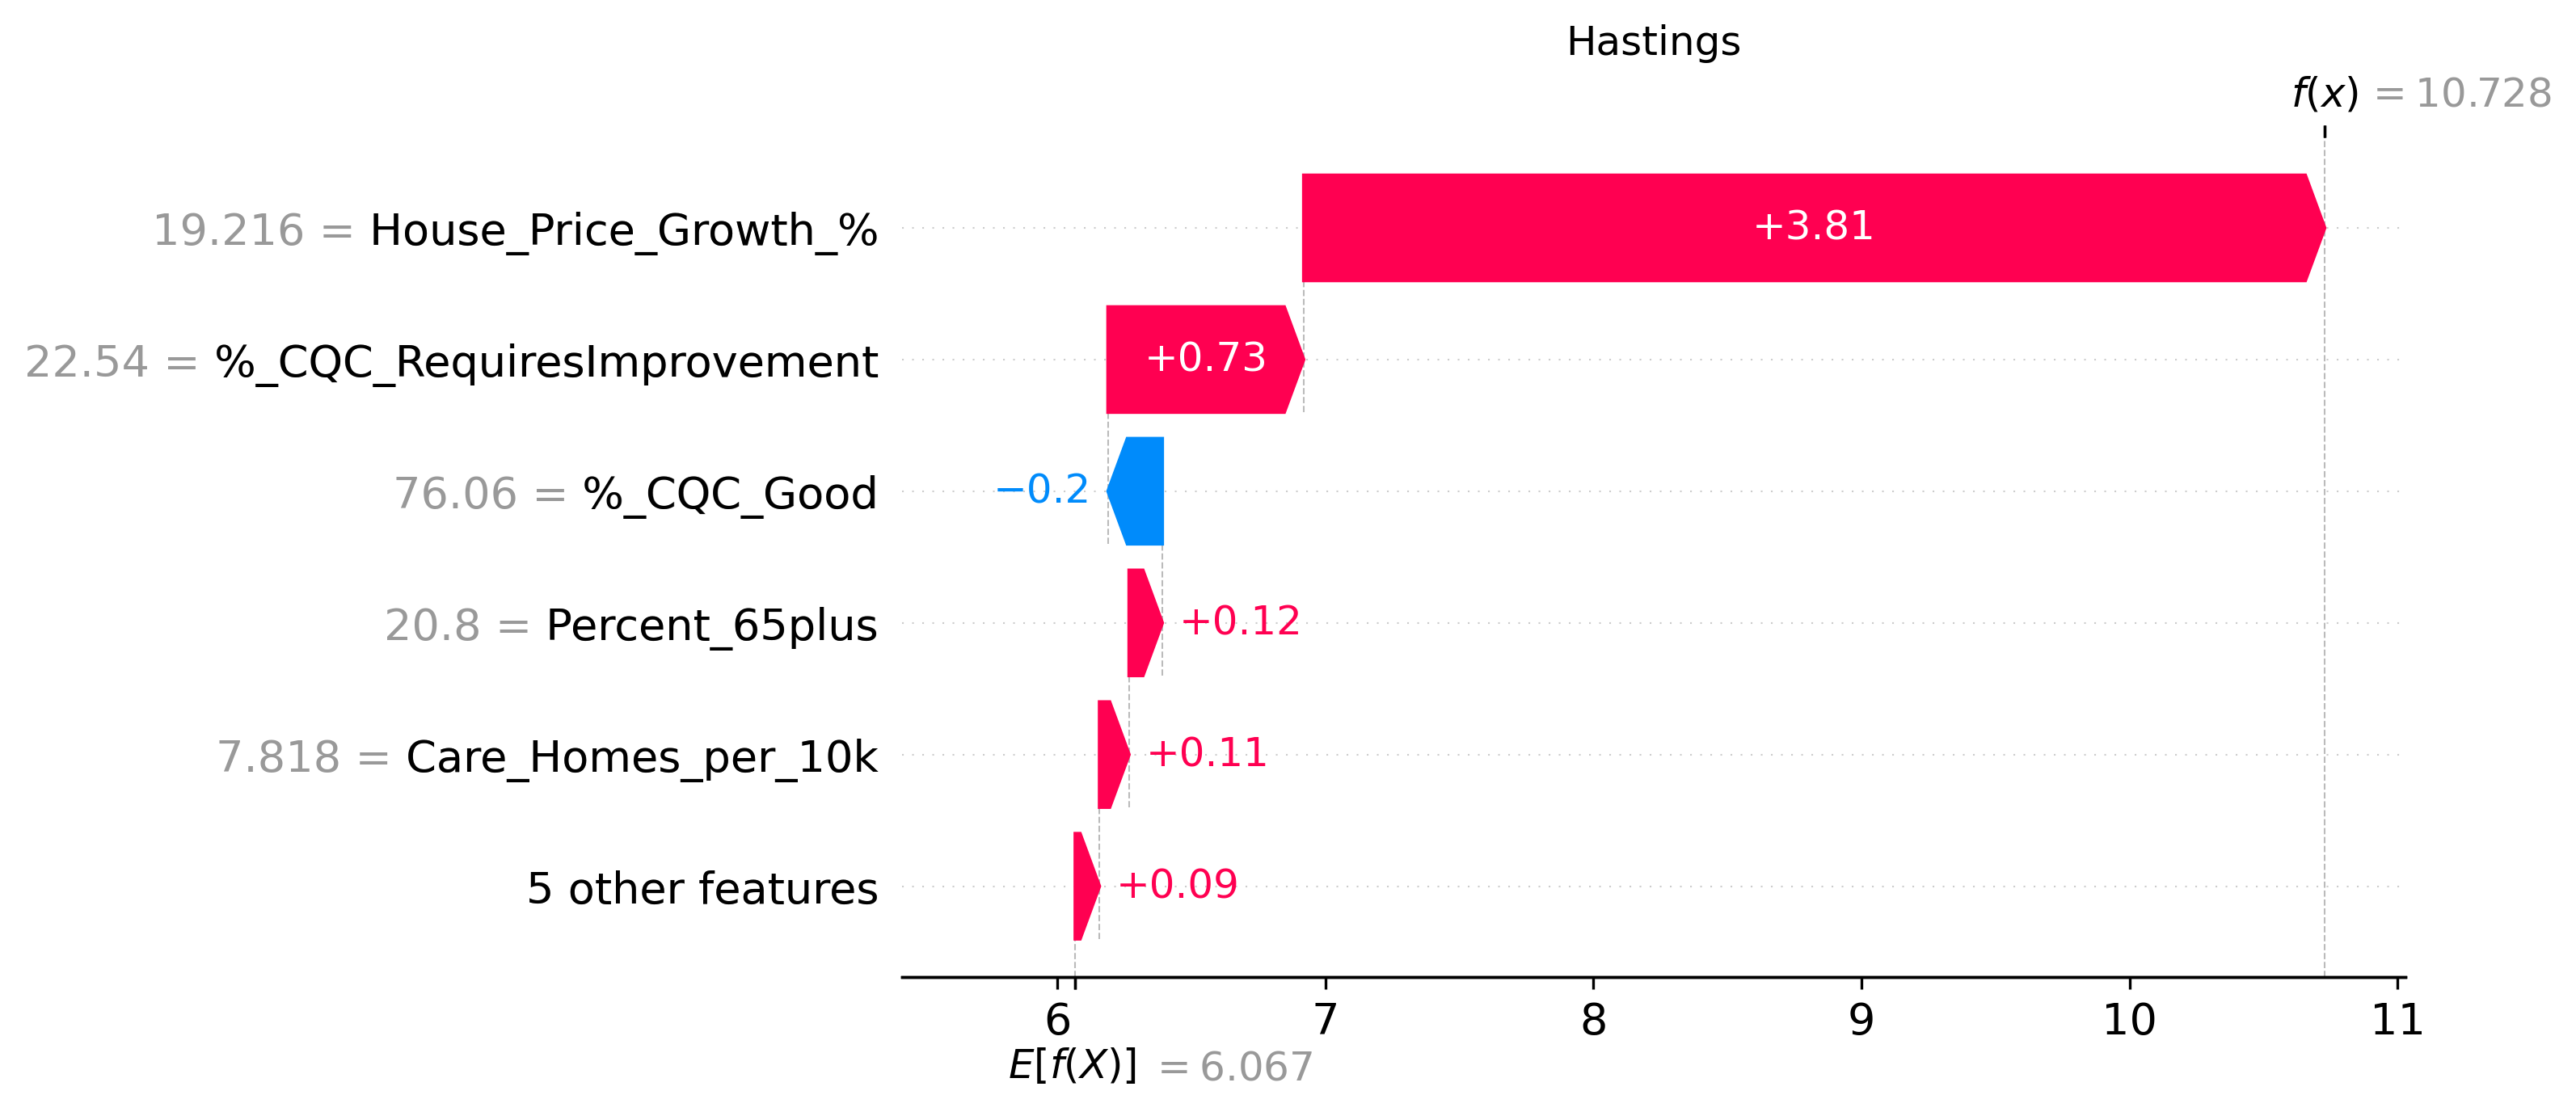 Hastings
f(x) = 10.728
19.216 = House_Price_Growth_%
+3.81
22.54 = %_CQC_RequiresImprovement
+0.73
76.06 = %_CQC_Good
−0.2
20.8 = Percent_65plus
+0.12
7.818 = Care_Homes_per_10k
+0.11
5 other features
+0.09
6 7 8 9 10 11
E[f(X)] = 6.067